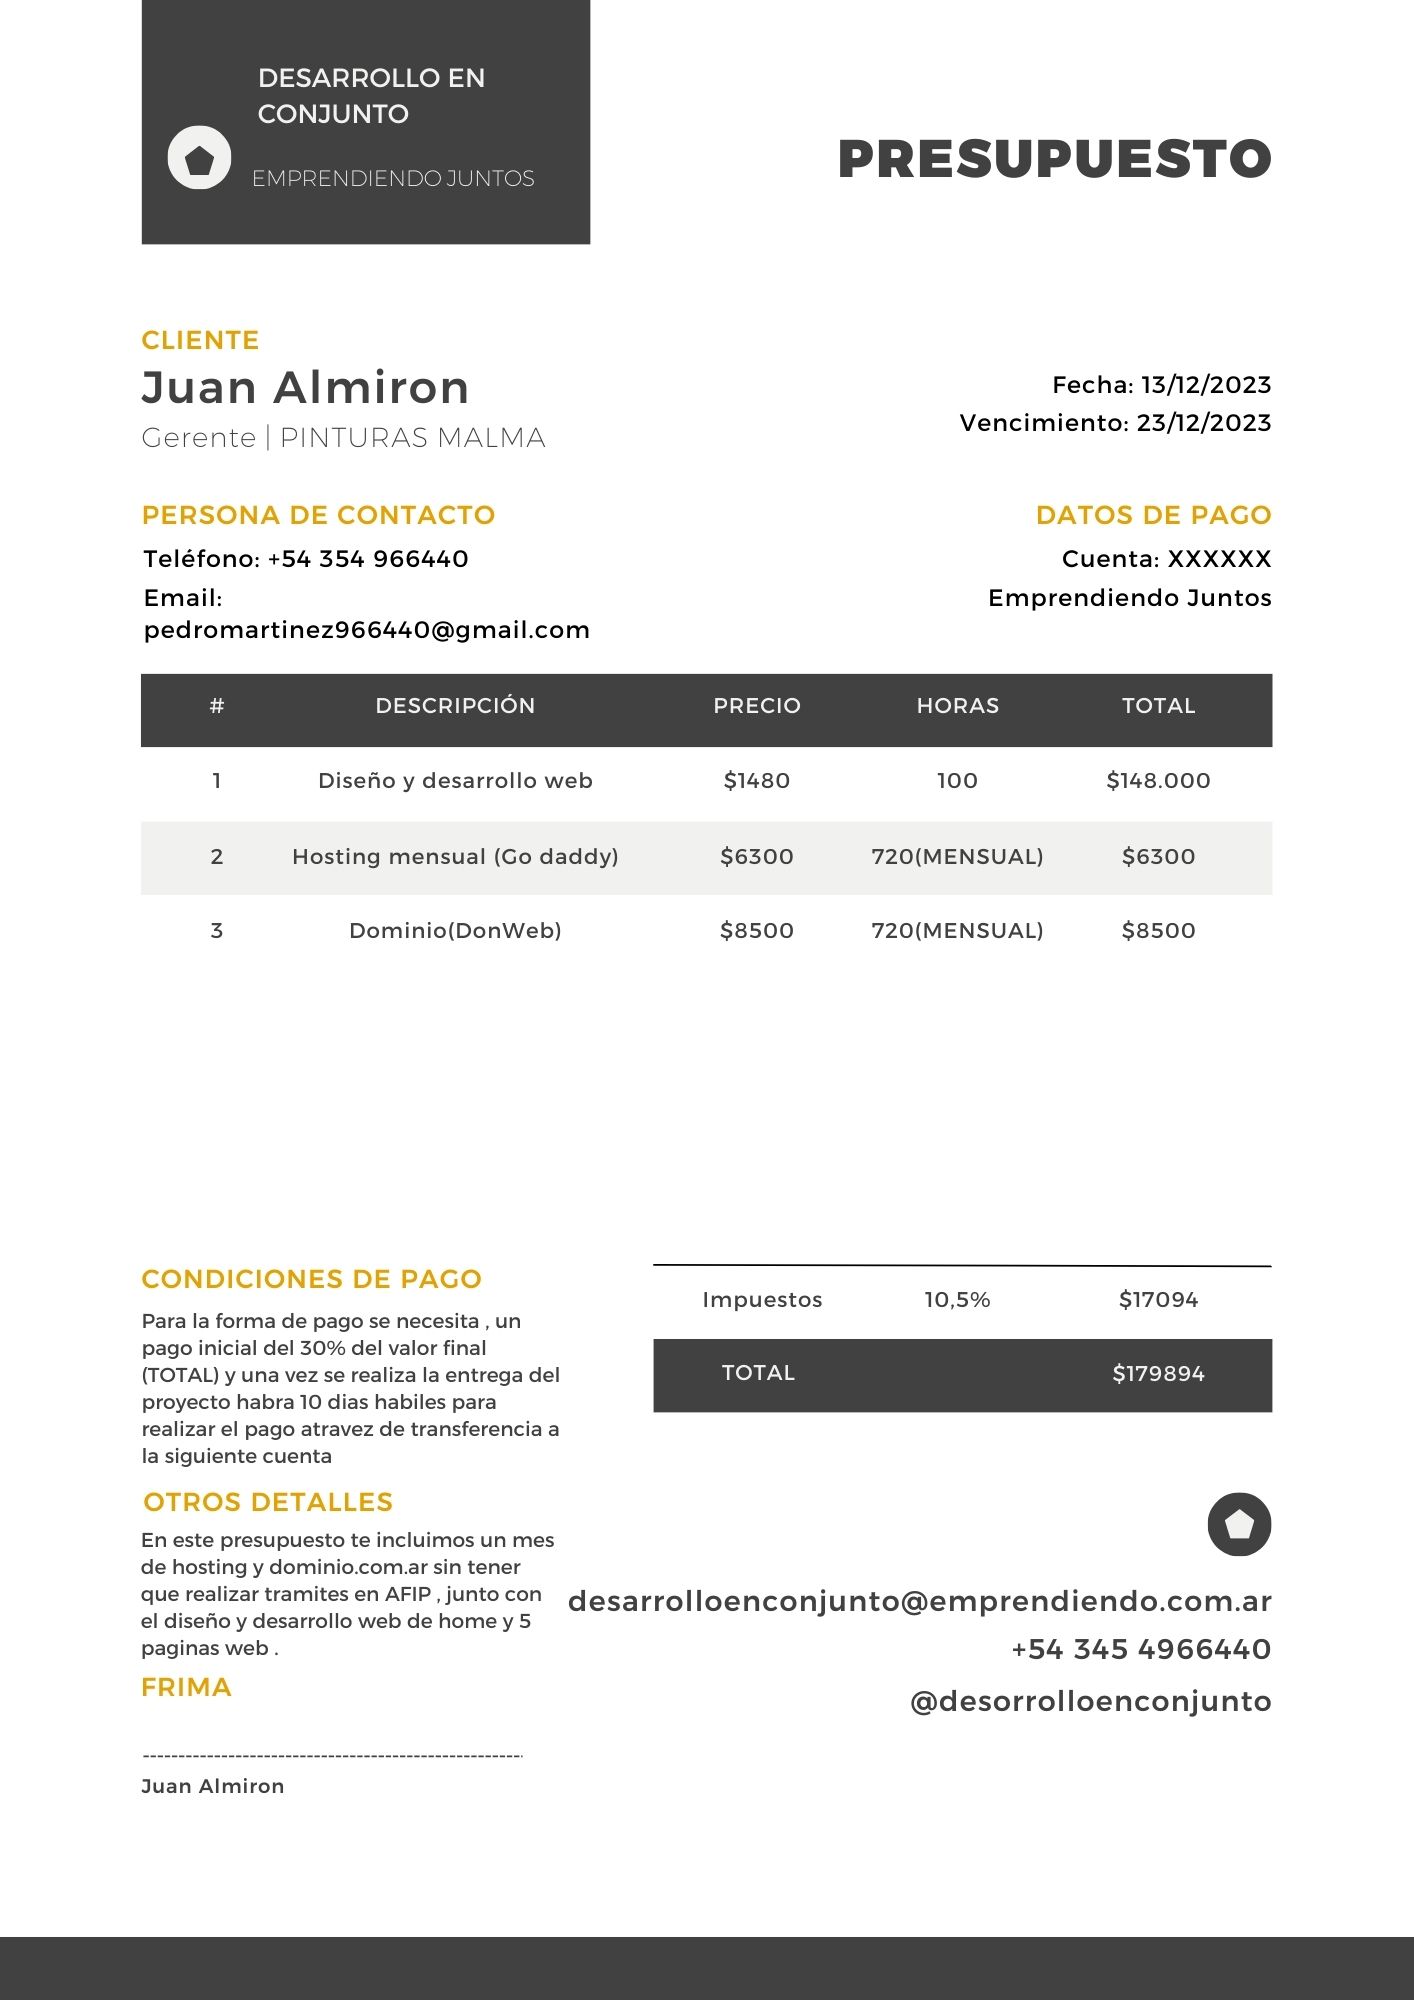 DESARROLLO EN
CONJUNTO
EMPRENDIENDO JUNTOS
PRESUPUESTO
CLIENTE
Juan Almiron
Gerente | PINTURAS MALMA
Fecha: 13/12/2023
Vencimiento: 23/12/2023
PERSONA DE CONTACTO
Teléfono: +54 354 966440
Email:
pedromartinez966440@gmail.com
DATOS DE PAGO
Cuenta: XXXXXX
Emprendiendo Juntos
# DESCRIPCIÓN PRECIO HORAS TOTAL
1 Diseño y desarrollo web $1480 100 $148.000
2 Hosting mensual (Go daddy) $6300 720(MENSUAL) $6300
3 Dominio(DonWeb) $8500 720(MENSUAL) $8500
CONDICIONES DE PAGO
Para la forma de pago se necesita , un
pago inicial del 30% del valor final
(TOTAL) y una vez se realiza la entrega del
proyecto habra 10 dias habiles para
realizar el pago atravez de transferencia a
la siguiente cuenta
Impuestos 10,5% $17094
TOTAL $179894
OTROS DETALLES
En este presupuesto te incluimos un mes
de hosting y dominio.com.ar sin tener
que realizar tramites en AFIP , junto con
el diseño y desarrollo web de home y 5
paginas web .
FRIMA
-----------------------------------------------------
Juan Almiron
desarrolloenconjunto@emprendiendo.com.ar
+54 345 4966440
@desorrolloenconjunto